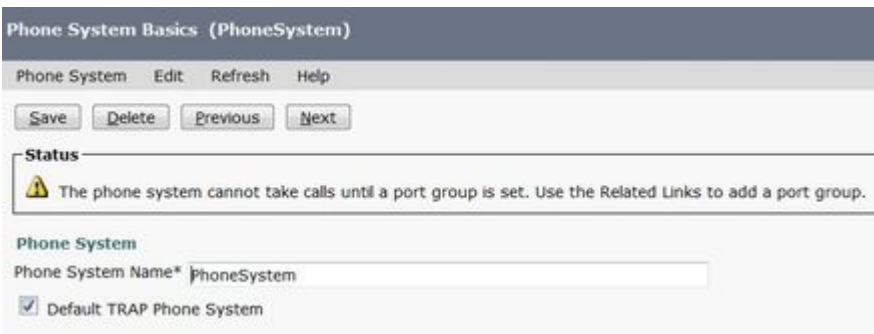 Phone System Basics (PhoneSystem)
Phone System Edit Refresh Help
Save Delete Previous Next
Status
The phone system cannot take calls until a port group is set. Use the Related Links to add a port group.
Phone System
Phone System Name* PhoneSystem
Default TRAP Phone System